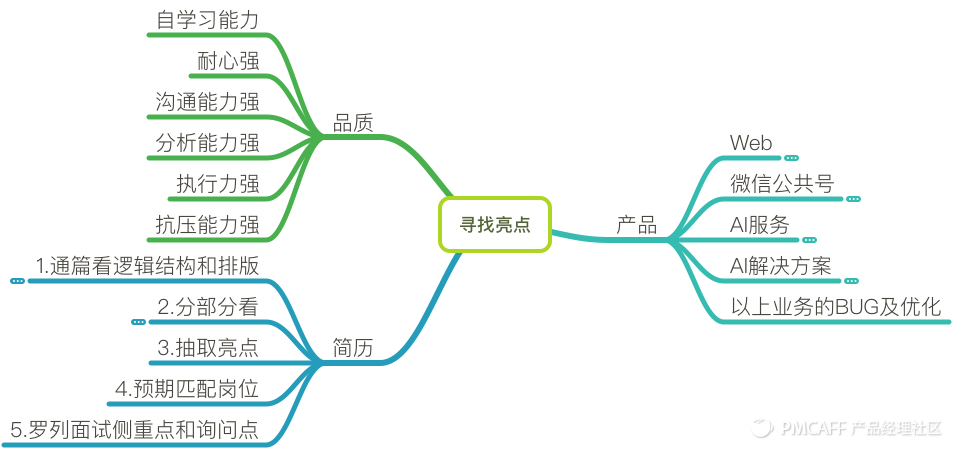 寻找亮点
品质
自学习能力
耐心强
沟通能力强
分析能力强
执行力强
抗压能力强
简历
1.通篇看逻辑结构和排版
2.分部分看
3.抽取亮点
4.预期匹配岗位
5.罗列面试侧重点和询问点
产品
Web
微信公共号
AI服务
AI解决方案
以上业务的BUG及优化
PMCAFF 产品经理社区